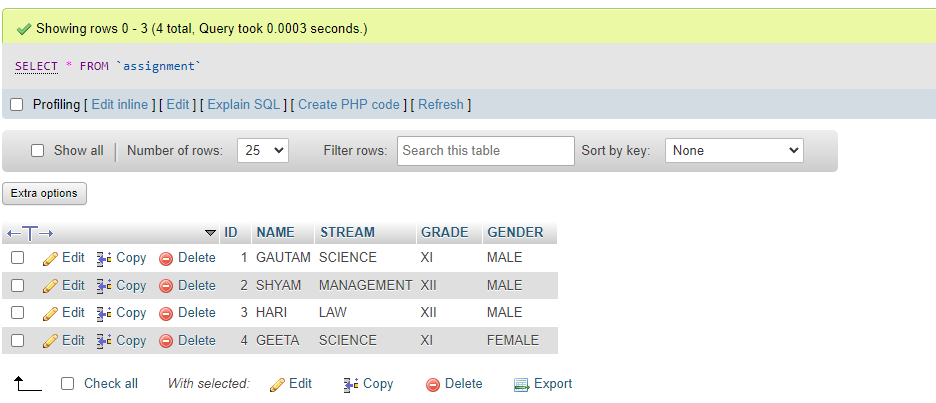 Showing rows 0 - 3 (4 total, Query took 0.0003 seconds.)
SELECT * FROM `assignment`
Profiling [ Edit inline ] [ Edit ] [ Explain SQL ] [ Create PHP code ] [ Refresh ]
Show all | Number of rows: 25 Filter rows: Search this table Sort by key: None
Extra options
ID NAME STREAM GRADE GENDER
Edit Copy Delete 1 GAUTAM SCIENCE XI MALE
Edit Copy Delete 2 SHYAM MANAGEMENT XII MALE
Edit Copy Delete 3 HARI LAW XII MALE
Edit Copy Delete 4 GEETA SCIENCE XI FEMALE
Check all With selected: Edit Copy Delete Export